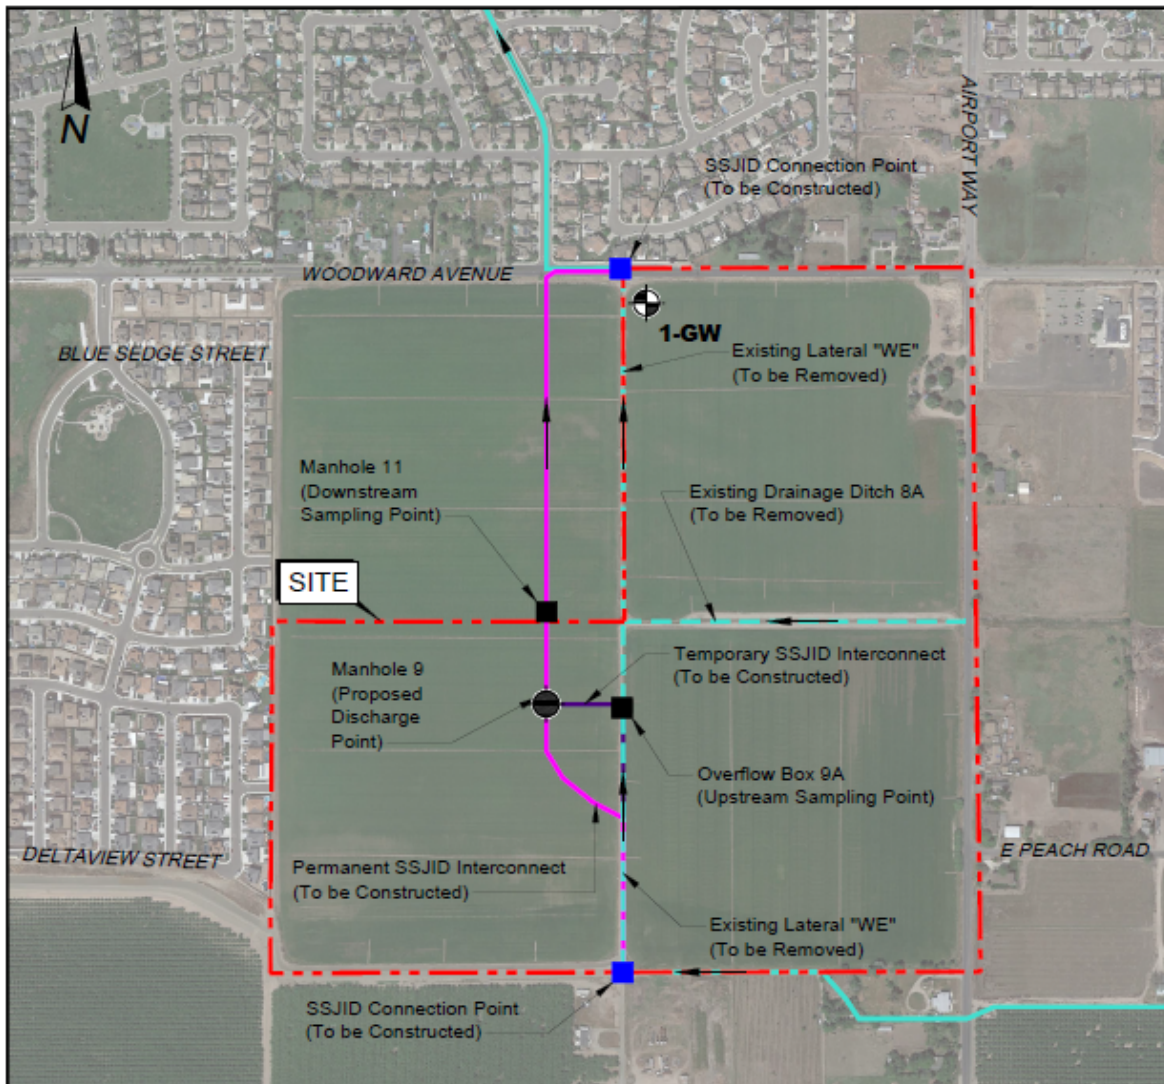 N
AIRPORT WAY
SSJID Connection Point
(To be Constructed)
WOODWARD AVENUE
1-GW
BLUE SEDGE STREET
Existing Lateral "WE"
(To be Removed)
Manhole 11
(Downstream
Sampling Point)
Existing Drainage Ditch 8A
(To be Removed)
SITE
Temporary SSJID Interconnect
(To be Constructed)
Manhole 9
(Proposed
Discharge
Point)
Overflow Box 9A
(Upstream Sampling Point)
DELTAVIEW STREET
E PEACH ROAD
Permanent SSJID Interconnect
(To be Constructed)
Existing Lateral "WE"
(To be Removed)
SSJID Connection Point
(To be Constructed)